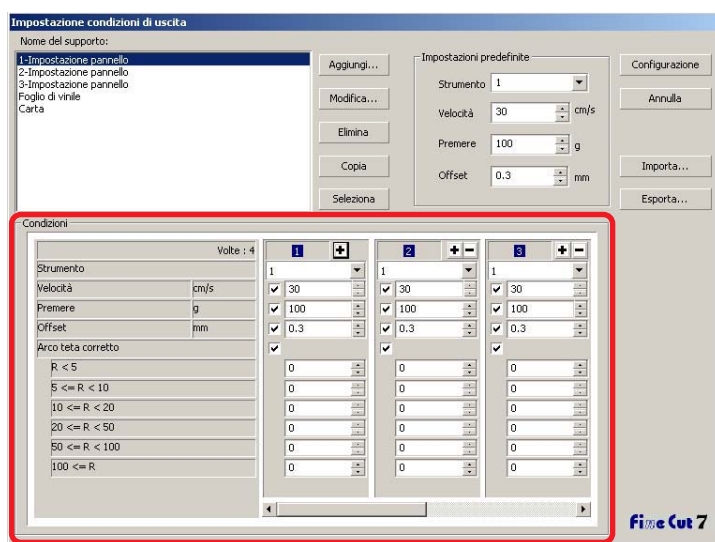 Impostazione condizioni di uscita
Nome del supporto:
1-Impostazione pannello
2-Impostazione pannello
3-Impostazione pannello
Foglio di vinile
Carta
Aggiungi...
Modifica...
Elimina
Copia
Seleziona
Impostazioni predefinite
Strumento 1
Velocità 30 cm/s
Premere 100 g
Offset 0.3 mm
Configurazione
Annulla
Importa...
Esporta...
Condizioni
Volte : 4 1 + 2 + − 3 + −
Strumento 1 1 1
Velocità cm/s 30 30 30
Premere g 100 100 100
Offset mm 0.3 0.3 0.3
Arco teta corretto
R < 5 0 0 0
5 <= R < 10 0 0 0
10 <= R < 20 0 0 0
20 <= R < 50 0 0 0
50 <= R < 100 0 0 0
100 <= R 0 0 0
Fine Cut 7